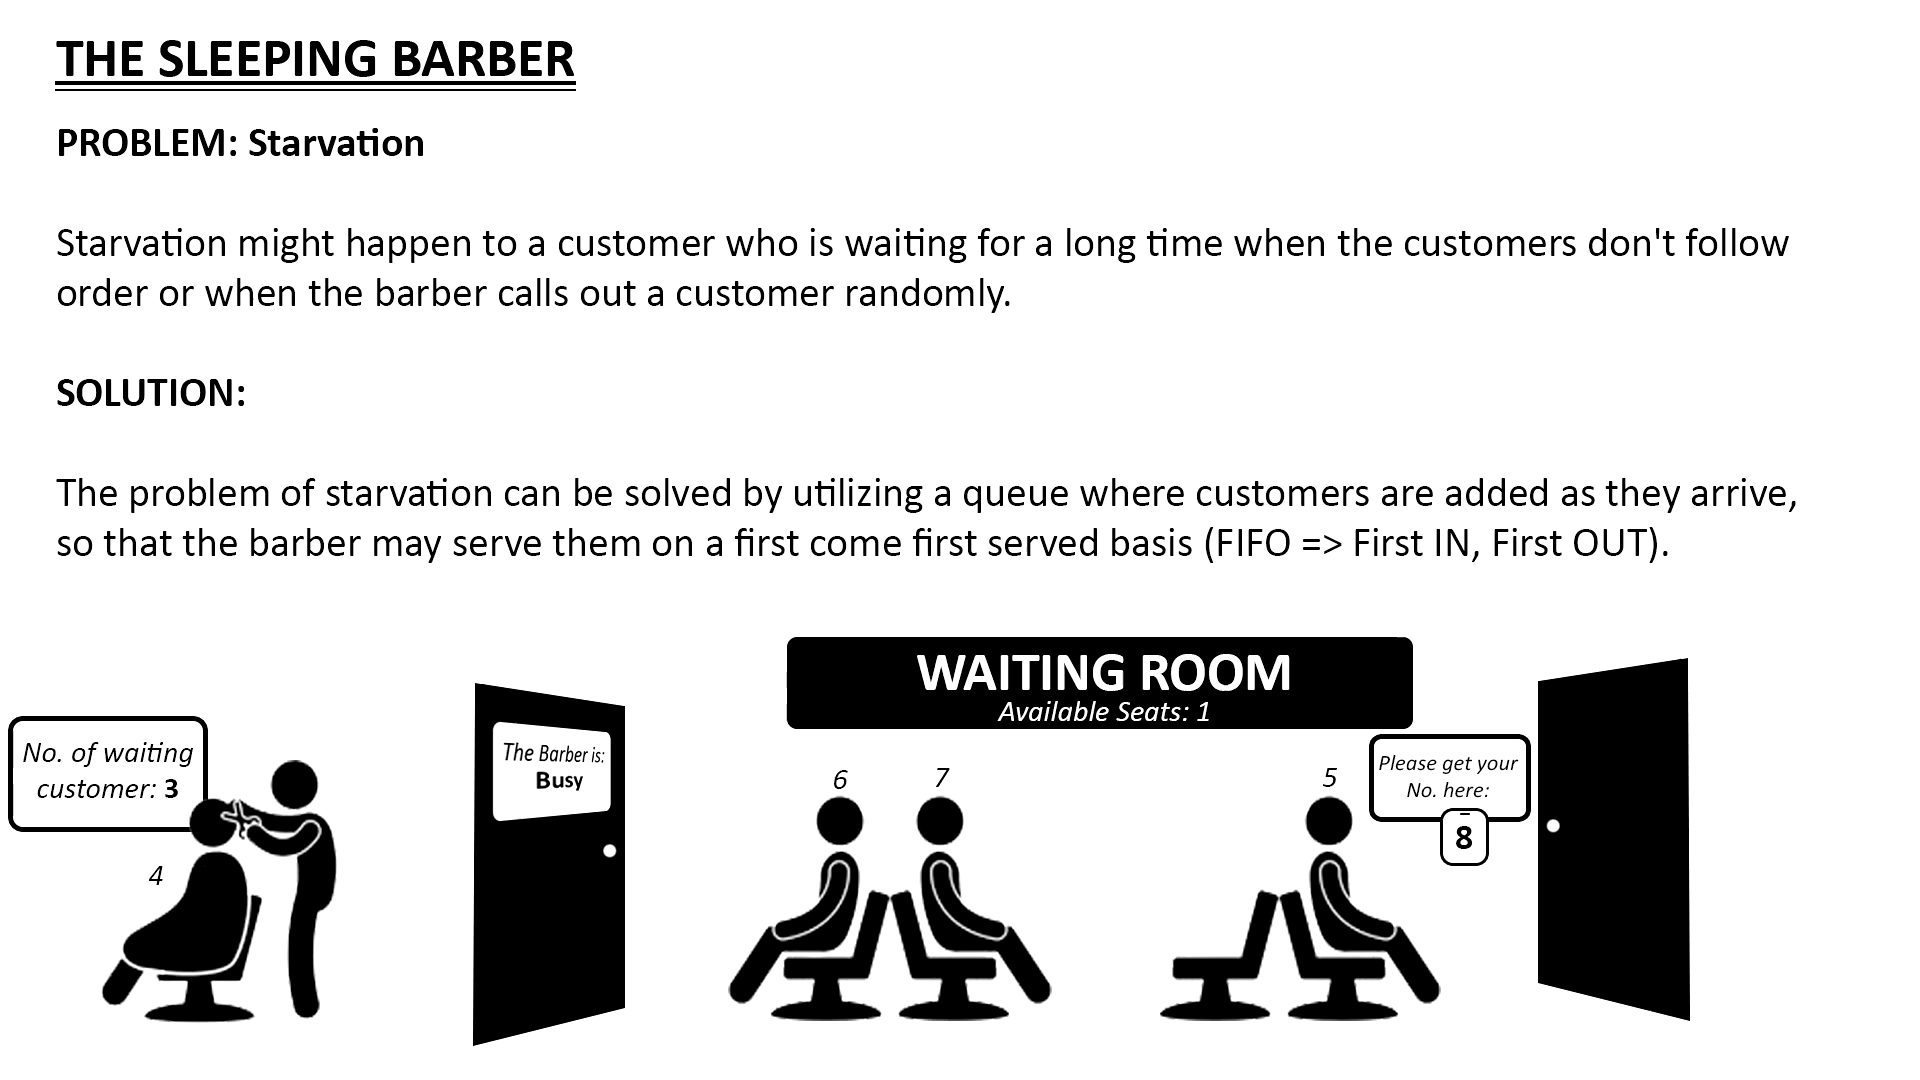 THE SLEEPING BARBER
PROBLEM: Starvation
Starvation might happen to a customer who is waiting for a long time when the customers don't follow
order or when the barber calls out a customer randomly.
SOLUTION:
The problem of starvation can be solved by utilizing a queue where customers are added as they arrive,
so that the barber may serve them on a first come first served basis (FIFO => First IN, First OUT).
No. of waiting
customer: 3
4
The Barber is:
Busy
WAITING ROOM
Available Seats: 1
6
7
5
Please get your
No. here:
8